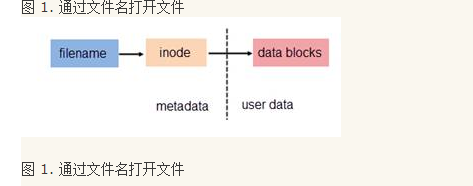 图 1. 通过文件名打开文件
filename
inode
data blocks
metadata
user data
图 1. 通过文件名打开文件